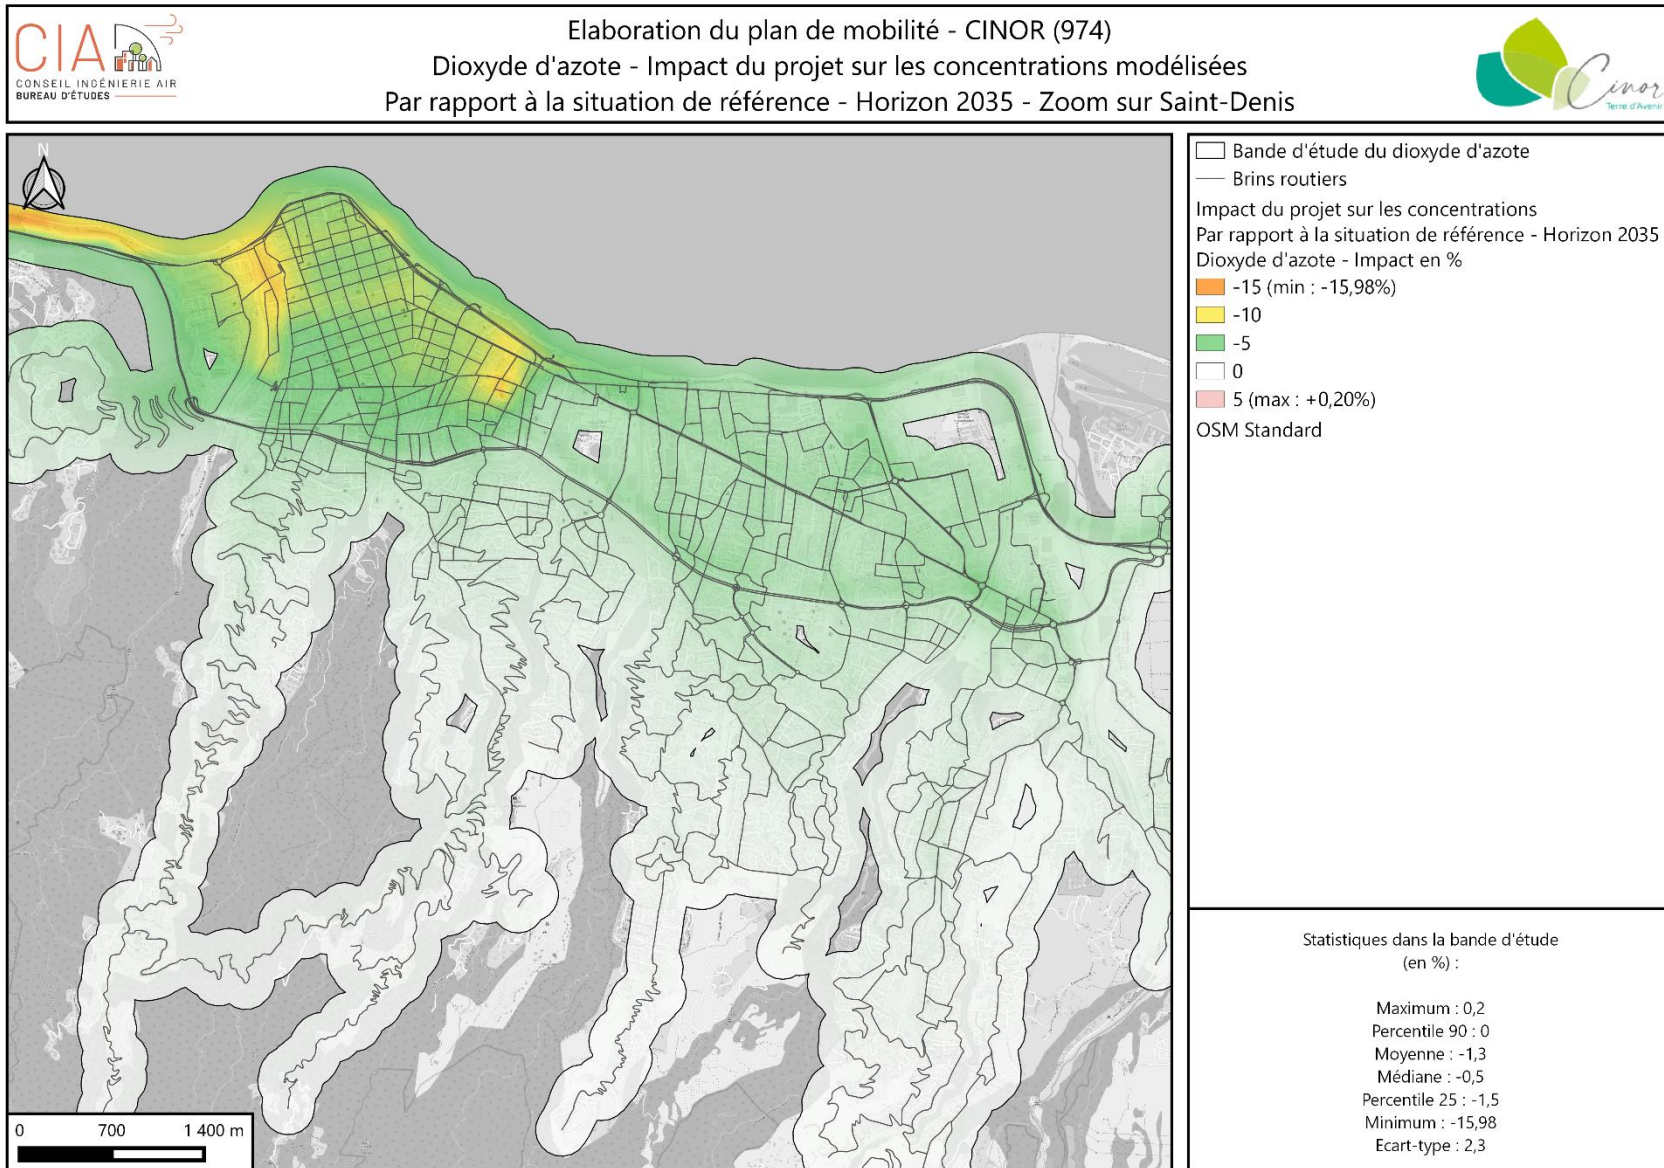 CIA
CONSEIL INGÉNIERIE AIR
BUREAU D'ÉTUDES
Elaboration du plan de mobilité - CINOR (974)
Dioxyde d'azote - Impact du projet sur les concentrations modélisées
Par rapport à la situation de référence - Horizon 2035 - Zoom sur Saint-Denis
Cinor
Terre d'Avenir
N
Bande d'étude du dioxyde d'azote
Brins routiers
Impact du projet sur les concentrations
Par rapport à la situation de référence - Horizon 2035
Dioxyde d'azote - Impact en %
-15 (min : -15,98%)
-10
-5
0
5 (max : +0,20%)
OSM Standard
Statistiques dans la bande d'étude
(en %) :
Maximum : 0,2
Percentile 90 : 0
Moyenne : -1,3
Médiane : -0,5
Percentile 25 : -1,5
Minimum : -15,98
Ecart-type : 2,3
0 700 1 400 m